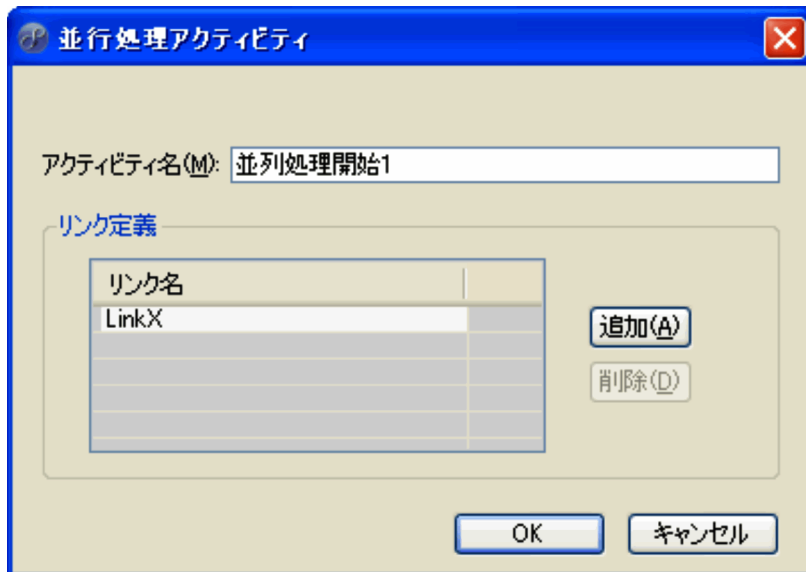 並行処理アクティビティ
アクティビティ名(M): 並列処理開始1
リンク定義
リンク名
LinkX
追加(A)
削除(D)
OK キャンセル